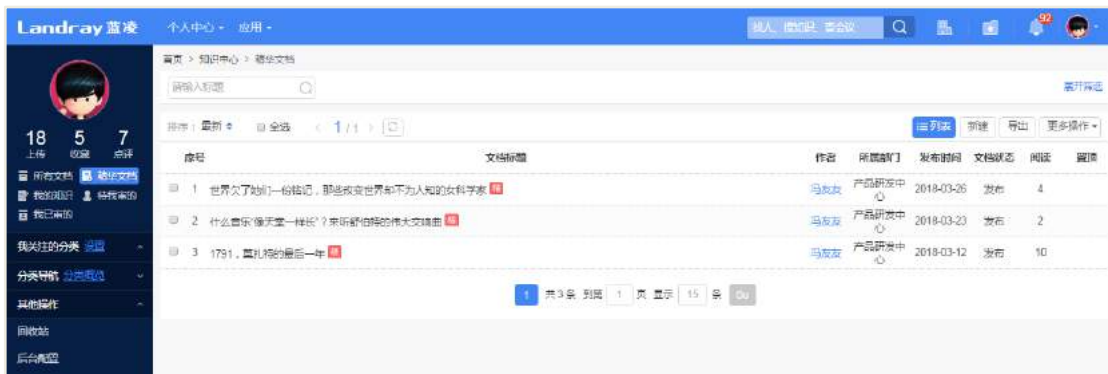 Landray 蓝凌 个人中心 应用
找人、搜知识、查会议
92
首页 > 知识中心 > 精华文档
请输入标题
展开筛选
18 5 7
上传 收藏 点评
排序： 最新 全选 1 / 1
列表 新建 导出 更多操作
所有文档 精华文档
我的知识 待我审的
我已审的
序号 文档标题 作者 所属部门 发布时间 文档状态 阅读 置顶
1 世界欠了她们一份铭记，那些改变世界却不为人知的女科学家 精 冯友友 产品研发中心 2018-03-26 发布 4
2 什么音乐“像天堂一样长”？来听舒伯特的伟大交响曲 精 冯友友 产品研发中心 2018-03-23 发布 2
3 1791，莫扎特的最后一年 精 冯友友 产品研发中心 2018-03-12 发布 10
我关注的分类 设置
分类导航 分类概览
其他操作
回收站
后台配置
1 共3条 到第 1 页 显示 15 条 Go